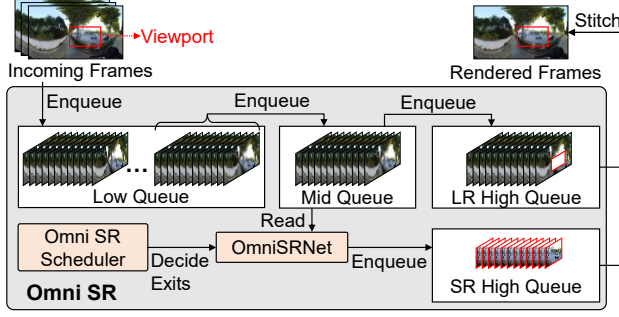 Viewport
Stitch
Incoming Frames
Rendered Frames
Enqueue
Enqueue
Enqueue
...
Low Queue
Mid Queue
LR High Queue
Read
Omni SR
Scheduler
Decide
Exits
OmniSRNet
Enqueue
SR High Queue
Omni SR